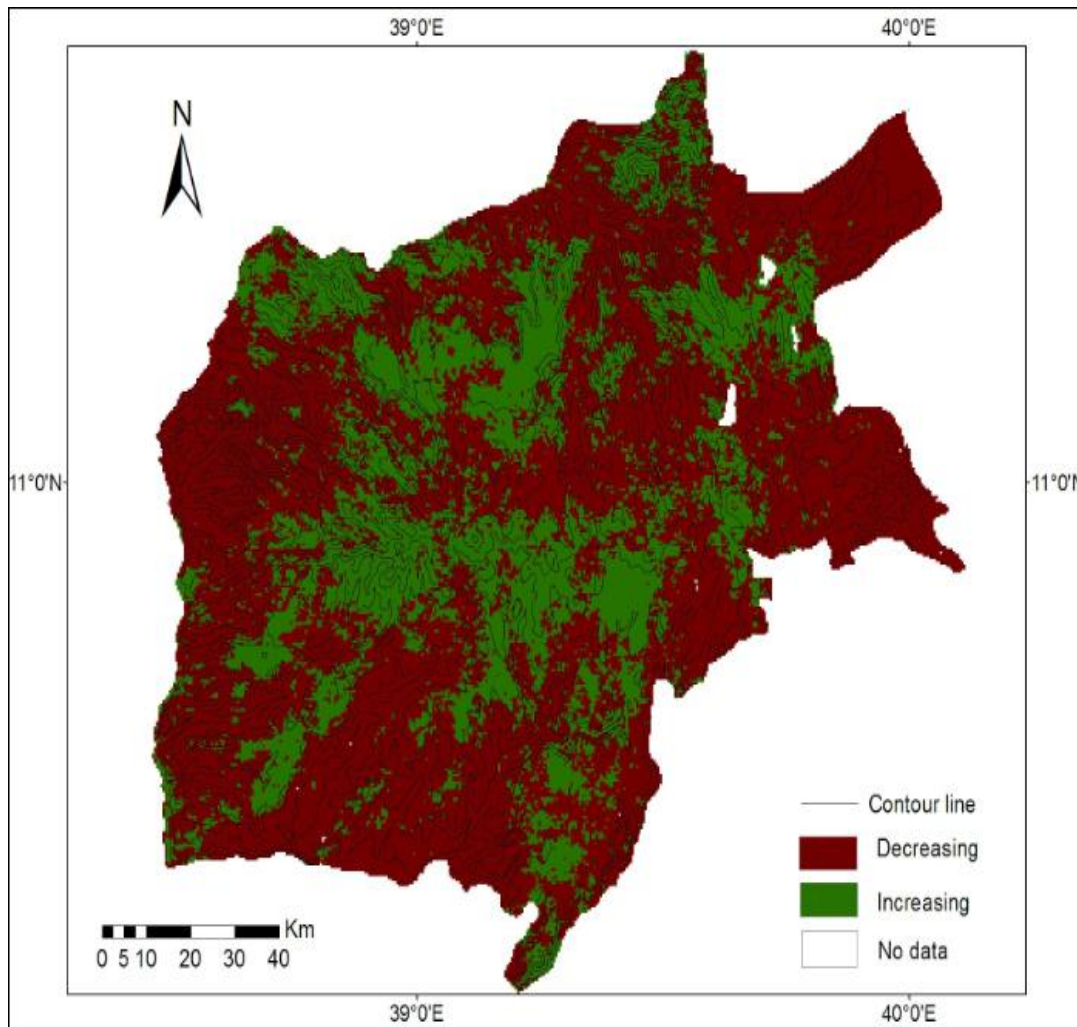 39°0'E 40°0'E
N
11°0'N 11°0'N
Contour line
Decreasing
Increasing
No data
Km
0 5 10 20 30 40
39°0'E 40°0'E